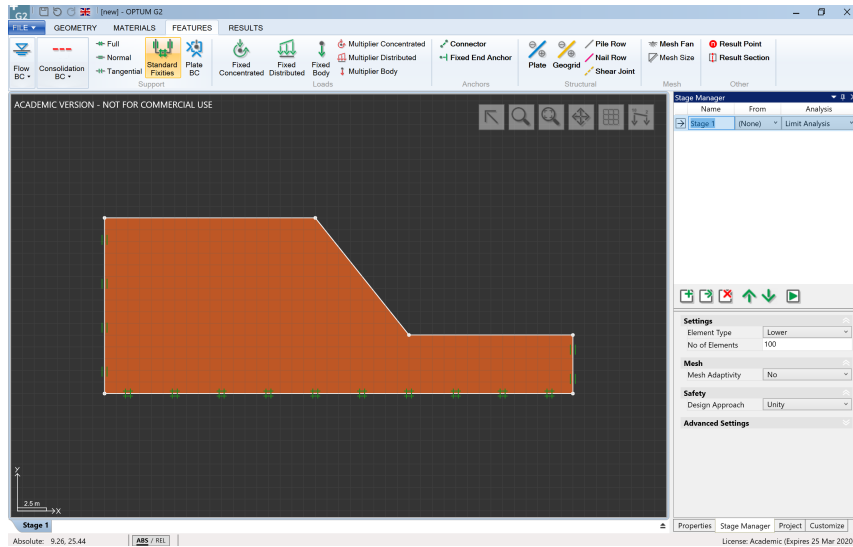 G2 [new] - OPTUM G2
FILE GEOMETRY MATERIALS FEATURES RESULTS
Flow BC
Consolidation BC
Full
Normal
Tangential
Standard Fixities
Plate BC
Support
Fixed Concentrated
Fixed Distributed
Fixed Body
Multiplier Concentrated
Multiplier Distributed
Multiplier Body
Loads
Connector
Fixed End Anchor
Anchors
Plate
Geogrid
Pile Row
Nail Row
Shear Joint
Structural
Mesh Fan
Mesh Size
Mesh
Result Point
Result Section
Other
ACADEMIC VERSION - NOT FOR COMMERCIAL USE
Y
2.5 m
X
Stage Manager
Name From Analysis
Stage 1 (None) Limit Analysis
Settings
Element Type Lower
No of Elements 100
Mesh
Mesh Adaptivity No
Safety
Design Approach Unity
Advanced Settings
Stage 1
Properties Stage Manager Project Customize
Absolute: 9.26, 25.44 ABS / REL License: Academic (Expires 25 Mar 2020